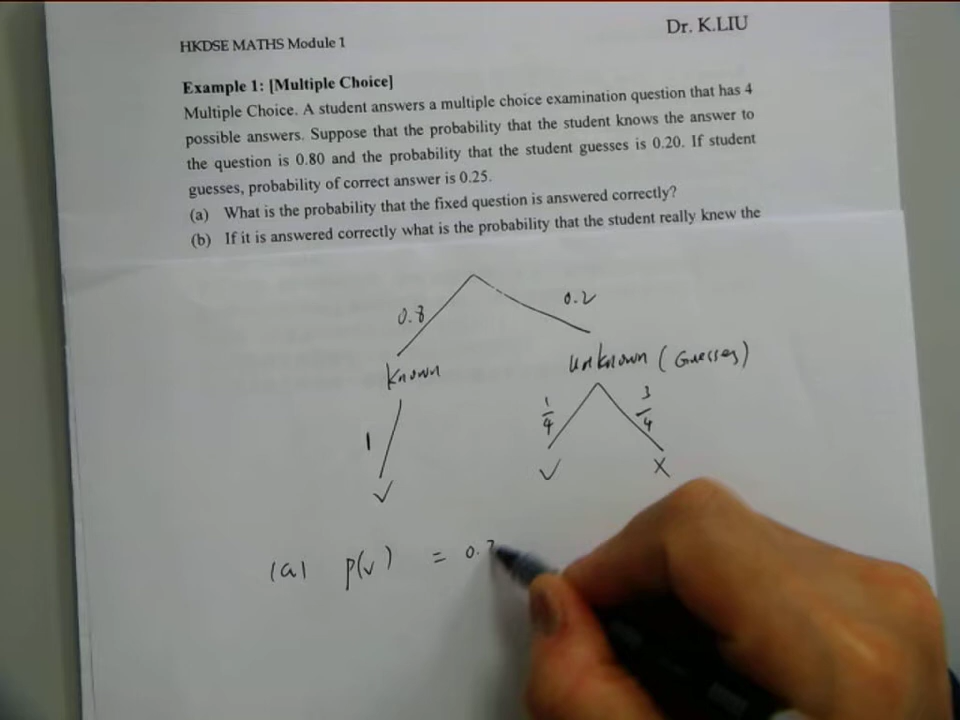 HKDSE MATHS Module 1
Dr. K.LIU
Example 1: [Multiple Choice]
Multiple Choice. A student answers a multiple choice examination question that has 4
possible answers. Suppose that the probability that the student knows the answer to
the question is 0.80 and the probability that the student guesses is 0.20. If student
guesses, probability of correct answer is 0.25.
(a) What is the probability that the fixed question is answered correctly?
(b) If it is answered correctly what is the probability that the student really knew the
0.8
0.2
Known
Unknown (Guesses)
1
1/4
3/4
✓
✓
X
(a) P(✓) = 0.